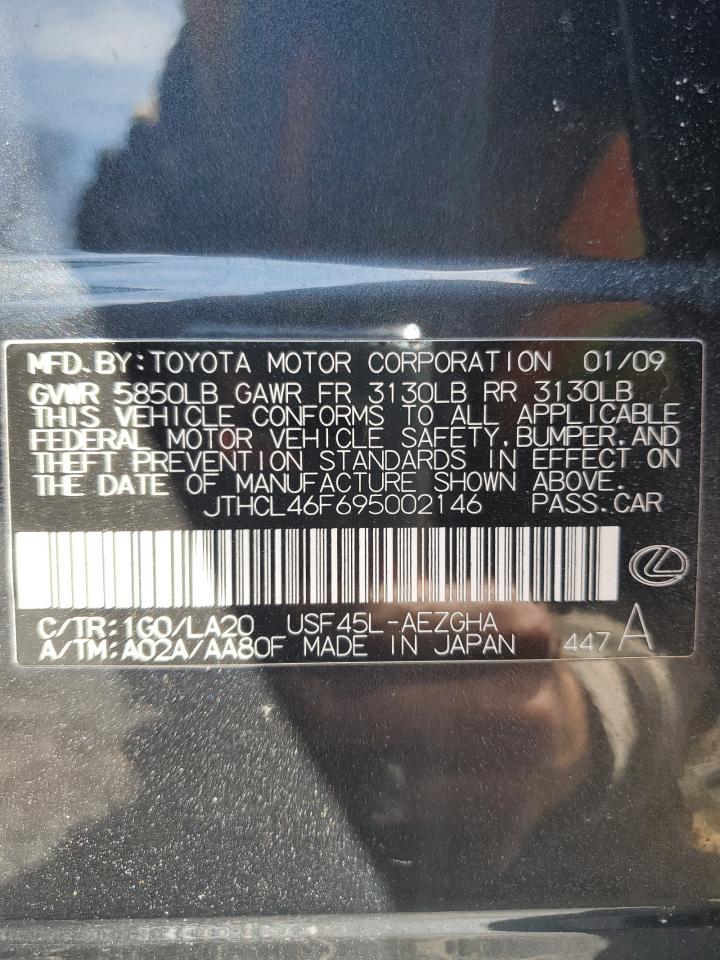 MFD.BY:TOYOTA MOTOR CORPORATION 01/09
GVWR 5850LB GAWR FR 3130LB RR 3130LB
THIS VEHICLE CONFORMS TO ALL APPLICABLE
FEDERAL MOTOR VEHICLE SAFETY,BUMPER,AND
THEFT PREVENTION STANDARDS IN EFFECT ON
THE DATE OF MANUFACTURE SHOWN ABOVE.
JTHCL46F695002146 PASS.CAR
C/TR:1G0/LA20 USF45L-AEZGHA
A/TM:A02A/AA80F MADE IN JAPAN 447 A